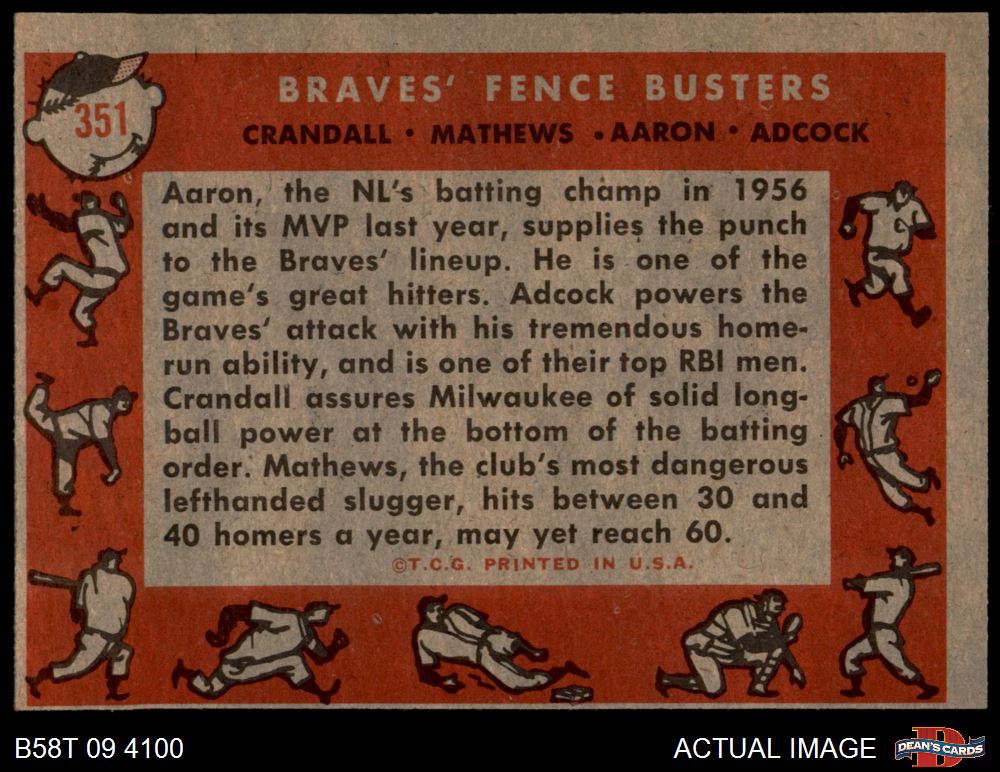 351
BRAVES' FENCE BUSTERS
CRANDALL • MATHEWS • AARON • ADCOCK
Aaron, the NL's batting champ in 1956
and its MVP last year, supplies the punch
to the Braves' lineup. He is one of the
game's great hitters. Adcock powers the
Braves' attack with his tremendous home-
run ability, and is one of their top RBI men.
Crandall assures Milwaukee of solid long-
ball power at the bottom of the batting
order. Mathews, the club's most dangerous
lefthanded slugger, hits between 30 and
40 homers a year, may yet reach 60.
©T.C.G. PRINTED IN U.S.A.
B58T 09 4100
ACTUAL IMAGE
D
DEAN'S CARDS